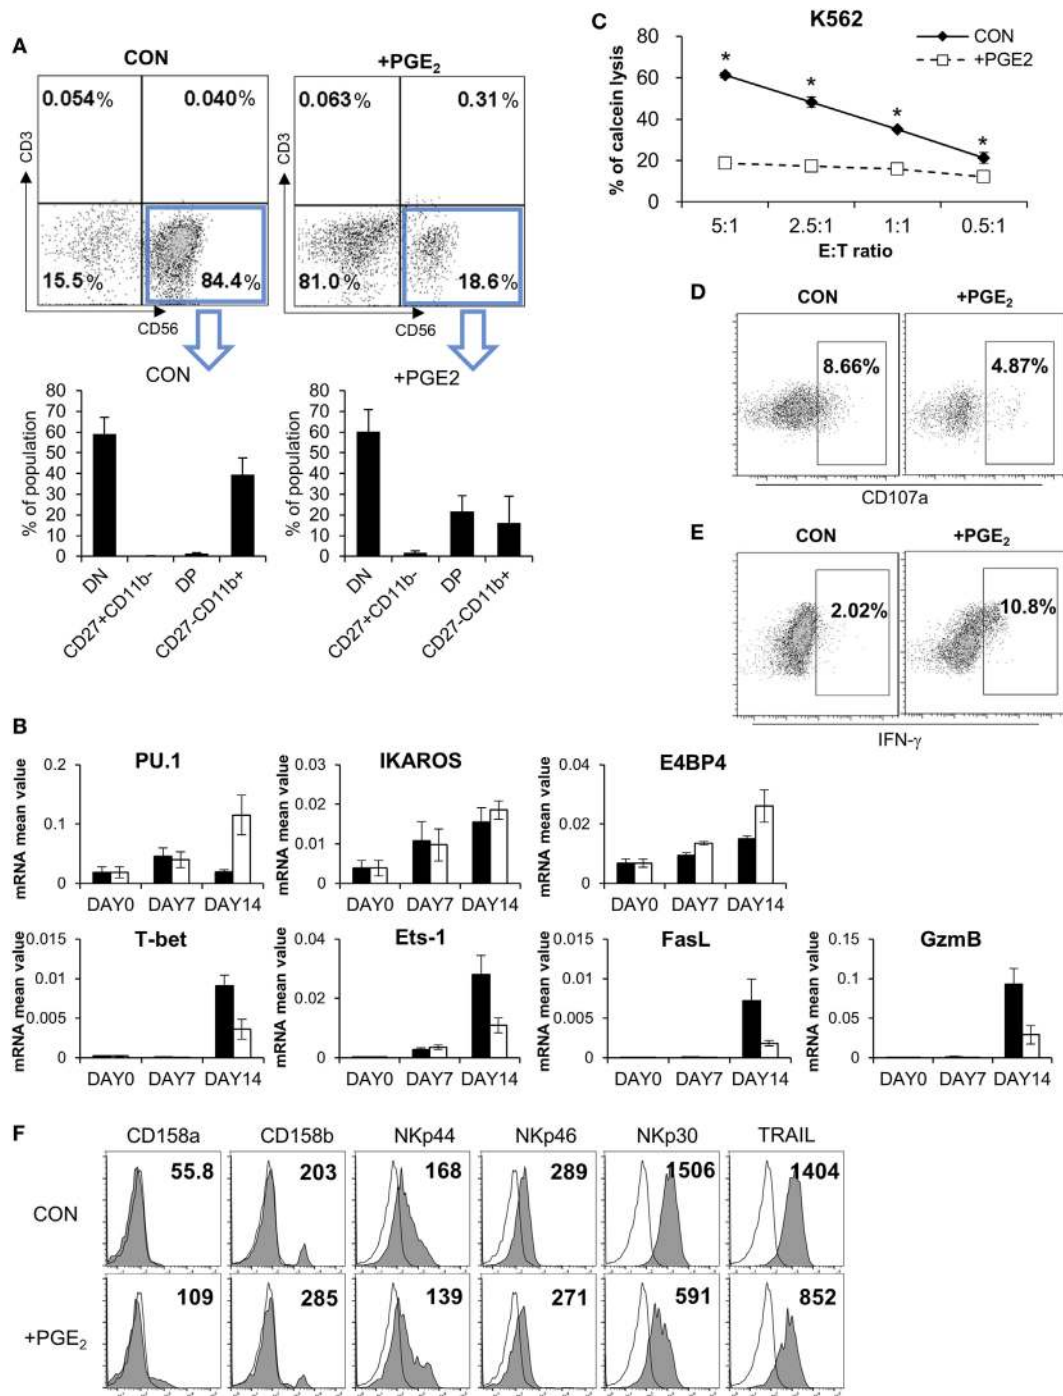 A
CON
+PGE2
0.054%
0.040%
0.063%
0.31%
CD3
CD3
15.5%
84.4%
81.0%
18.6%
CD56
CD56
CON
+PGE2
% of population
80
70
60
50
40
30
20
10
0
DN
CD27+CD11b-
DP
CD27-CD11b+
% of population
80
70
60
50
40
30
20
10
0
DN
CD27+CD11b-
DP
CD27-CD11b+
C
K562
CON
+PGE2
% of calcein lysis
80
60
40
20
0
* * * *
5:1 2.5:1 1:1 0.5:1
E:T ratio
D
CON
+PGE2
8.66%
4.87%
CD107a
E
CON
+PGE2
2.02%
10.8%
IFN-γ
B
PU.1
mRNA mean value
0.2
0.1
0
DAY0 DAY7 DAY14
IKAROS
mRNA mean value
0.03
0.02
0.01
0
DAY0 DAY7 DAY14
E4BP4
mRNA mean value
0.04
0.02
0
DAY0 DAY7 DAY14
T-bet
mRNA mean value
0.015
0.01
0.005
0
DAY0 DAY7 DAY14
Ets-1
mRNA mean value
0.04
0.02
0
DAY0 DAY7 DAY14
FasL
mRNA mean value
0.015
0.01
0.005
0
DAY0 DAY7 DAY14
GzmB
mRNA mean value
0.15
0.1
0.05
0
DAY0 DAY7 DAY14
F
CD158a CD158b NKp44 NKp46 NKp30 TRAIL
CON
55.8 203 168 289 1506 1404
+PGE2
109 285 139 271 591 852